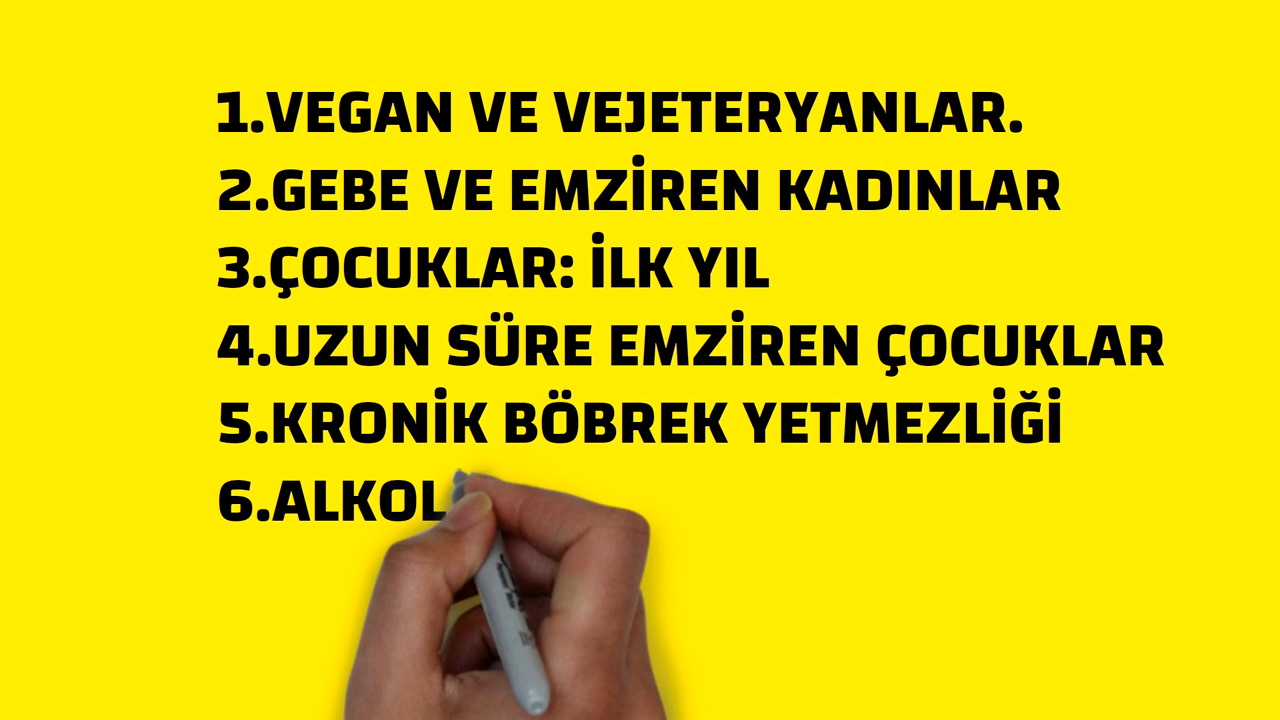 1.VEGAN VE VEJETERYANLAR.
2.GEBE VE EMZİREN KADINLAR
3.ÇOCUKLAR: İLK YIL
4.UZUN SÜRE EMZİREN ÇOCUKLAR
5.KRONİK BÖBREK YETMEZLİĞİ
6.ALKOL